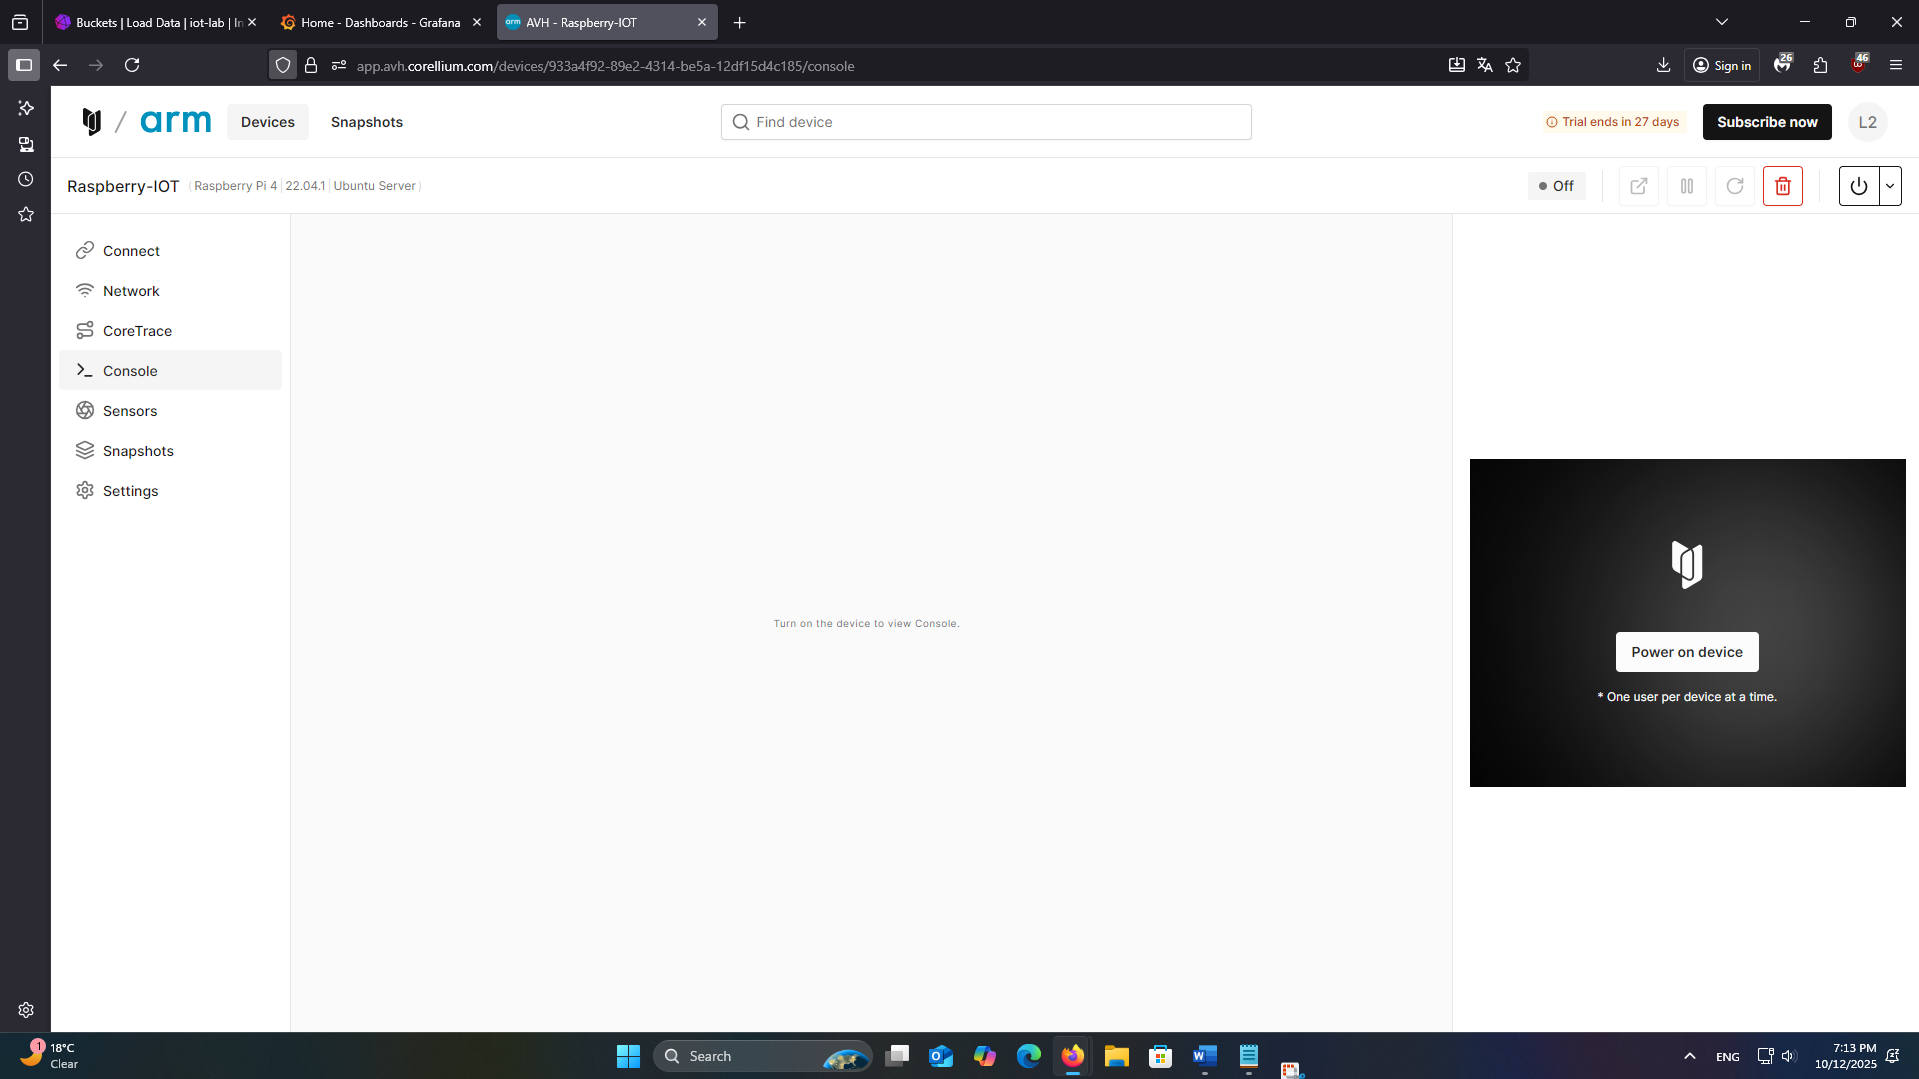 Buckets | Load Data | iot-lab | In
Home - Dashboards - Grafana
arm AVH - Raspberry-IOT
app.avh.corellium.com/devices/933a4f92-89e2-4314-be5a-12df15d4c185/console
Sign in
26
46
/ arm
Devices
Snapshots
Find device
Trial ends in 27 days
Subscribe now
L2
Raspberry-IOT
( Raspberry Pi 4 | 22.04.1 | Ubuntu Server )
Off
Connect
Network
CoreTrace
Console
Sensors
Snapshots
Settings
Turn on the device to view Console.
Power on device
* One user per device at a time.
1
18°C
Clear
Search
ENG
7:13 PM
10/12/2025